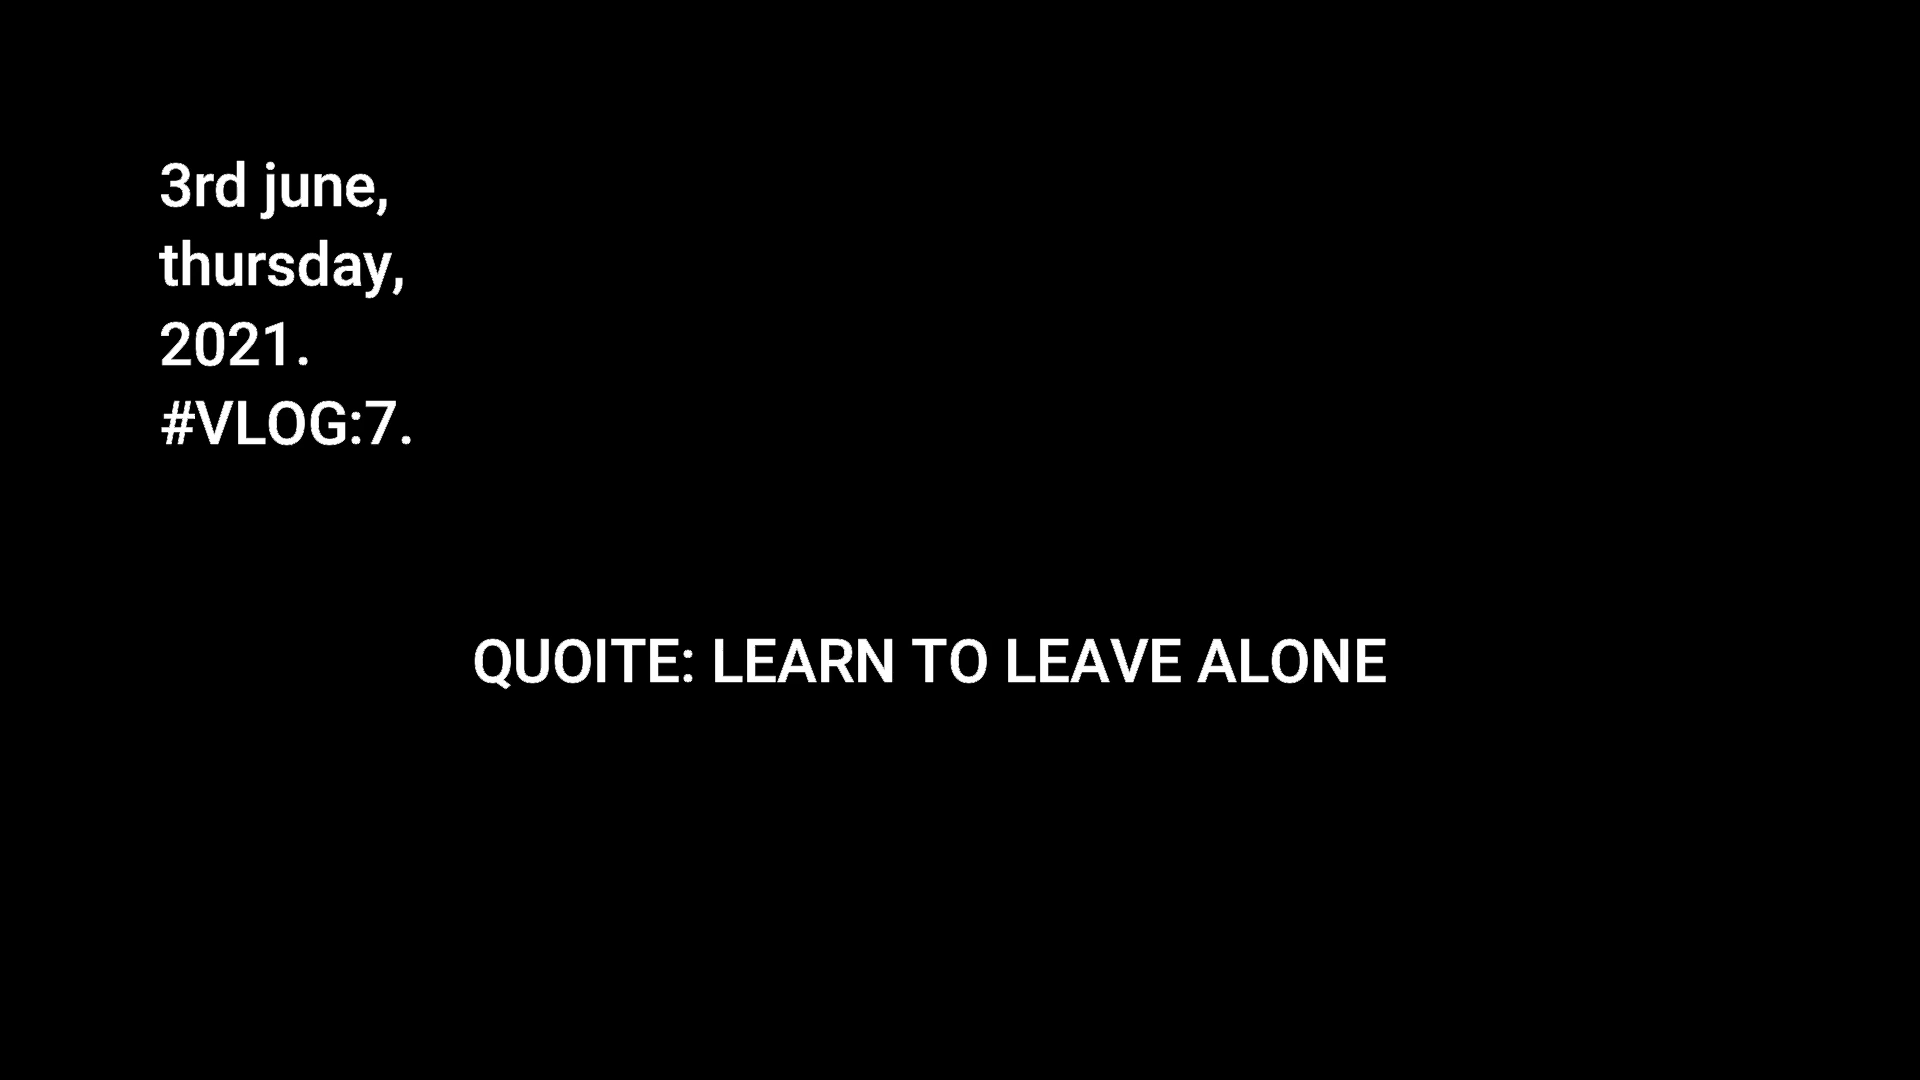 3rd june,
thursday,
2021.
#VLOG:7.
QUOITE: LEARN TO LEAVE ALONE